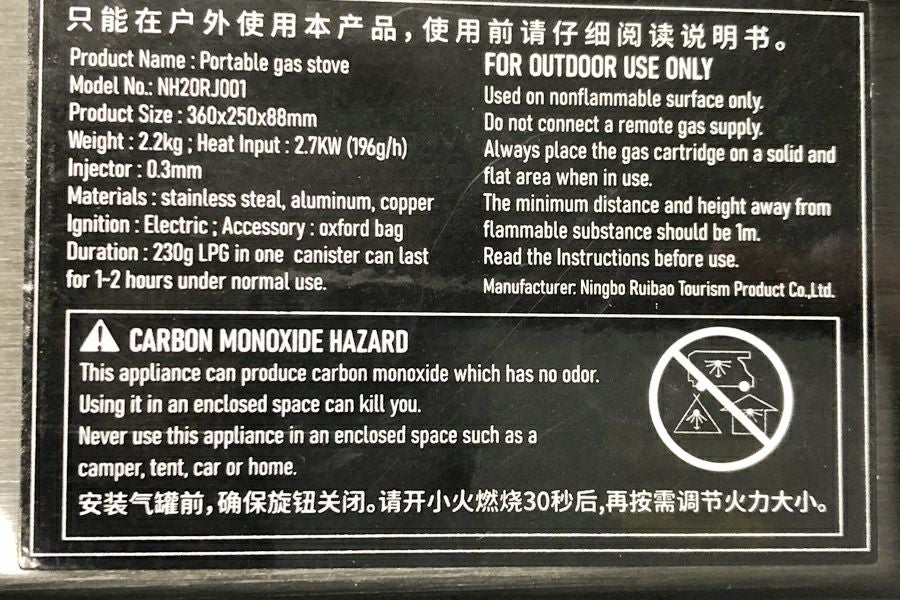 只能在户外使用本产品，使用前请仔细阅读说明书。
Product Name : Portable gas stove
Model No.: NH20RJ001
Product Size : 360x250x88mm
Weight : 2.2kg ; Heat Input : 2.7KW (196g/h)
Injector : 0.3mm
Materials : stainless steal, aluminum, copper
Ignition : Electric ; Accessory : oxford bag
Duration : 230g LPG in one canister can last
for 1~2 hours under normal use.
FOR OUTDOOR USE ONLY
Used on nonflammable surface only.
Do not connect a remote gas supply.
Always place the gas cartridge on a solid and
flat area when in use.
The minimum distance and height away from
flammable substance should be 1m.
Read the Instructions before use.
Manufacturer: Ningbo Ruibao Tourism Product Co.,Ltd.
CARBON MONOXIDE HAZARD
This appliance can produce carbon monoxide which has no odor.
Using it in an enclosed space can kill you.
Never use this appliance in an enclosed space such as a
camper, tent, car or home.
安装气罐前，确保旋钮关闭。请开小火燃烧30秒后,再按需调节火力大小。